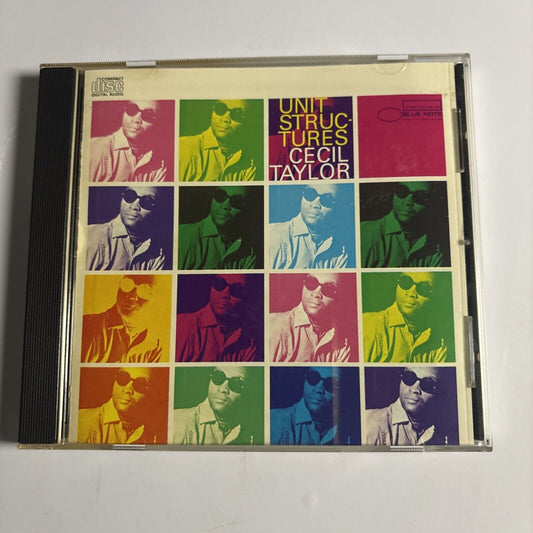 COMPACT
disc
DIGITAL AUDIO
UNIT
STRUC-
TURES
CECIL
TAYLOR
BLUE NOTE